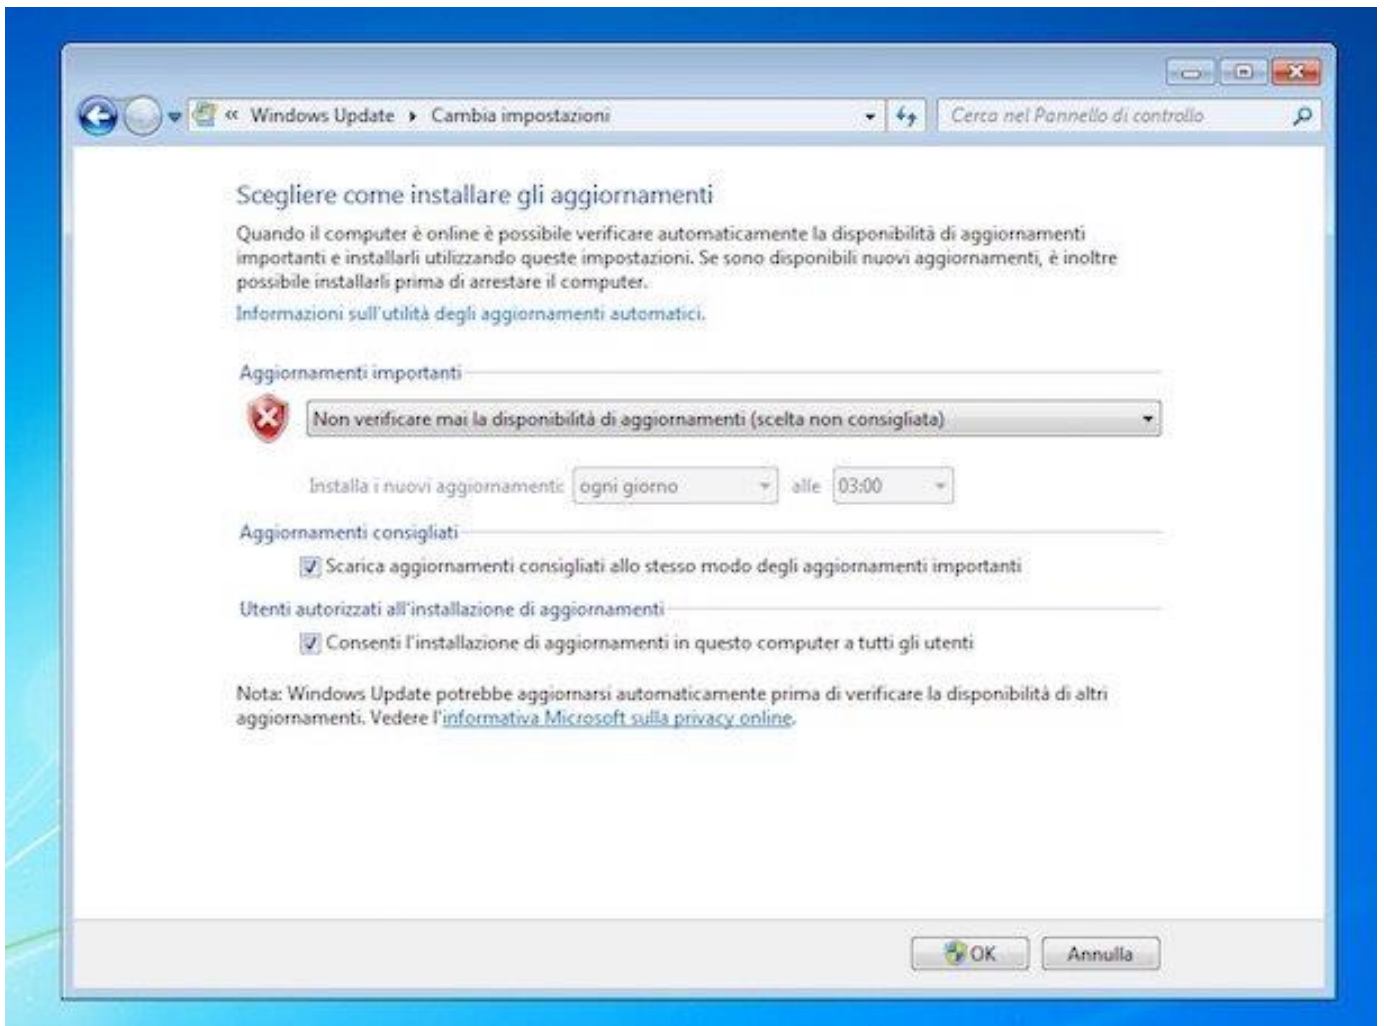 « Windows Update ▸ Cambia impostazioni
Cerca nel Pannello di controllo
Scegliere come installare gli aggiornamenti
Quando il computer è online è possibile verificare automaticamente la disponibilità di aggiornamenti
importanti e installarli utilizzando queste impostazioni. Se sono disponibili nuovi aggiornamenti, è inoltre
possibile installarli prima di arrestare il computer.
Informazioni sull'utilità degli aggiornamenti automatici.
Aggiornamenti importanti
Non verificare mai la disponibilità di aggiornamenti (scelta non consigliata)
Installa i nuovi aggiornamenti: ogni giorno alle 03:00
Aggiornamenti consigliati
Scarica aggiornamenti consigliati allo stesso modo degli aggiornamenti importanti
Utenti autorizzati all'installazione di aggiornamenti
Consenti l'installazione di aggiornamenti in questo computer a tutti gli utenti
Nota: Windows Update potrebbe aggiornarsi automaticamente prima di verificare la disponibilità di altri
aggiornamenti. Vedere l'informativa Microsoft sulla privacy online.
OK Annulla